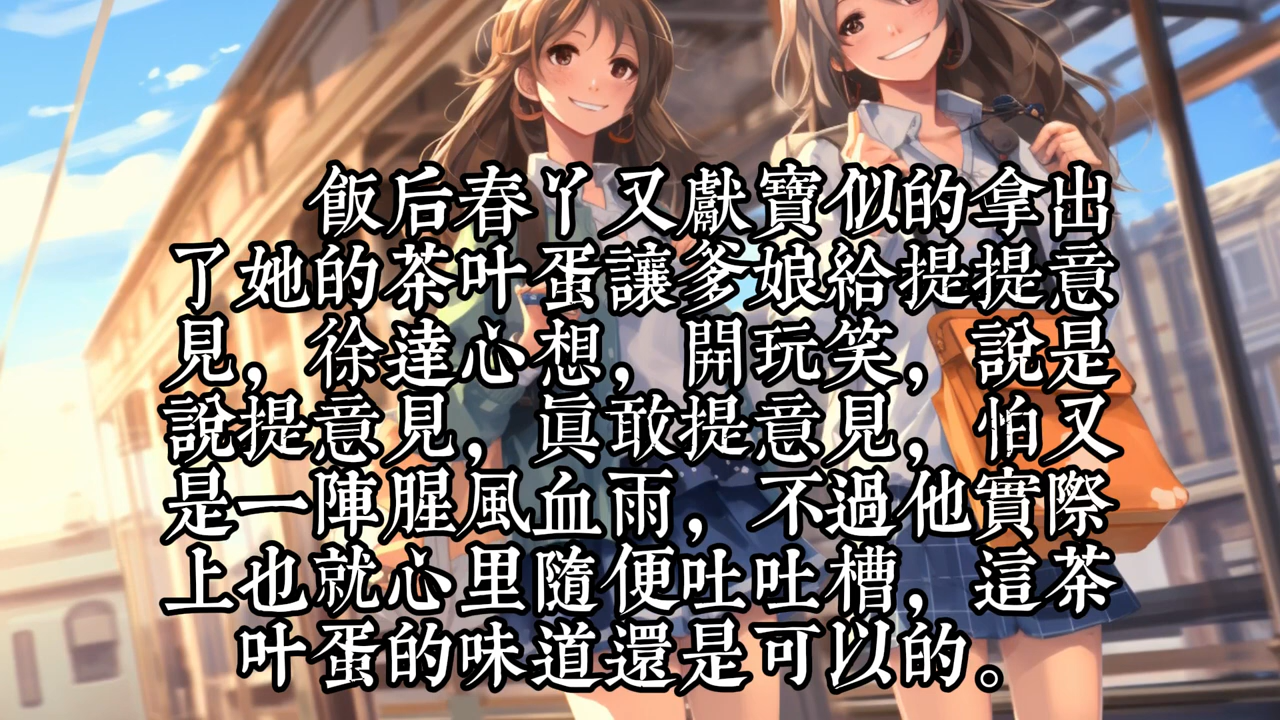 飯后春丫又獻寶似的拿出
了她的茶叶蛋讓爹娘給提提意
見，徐達心想，開玩笑，說是
說提意見，眞敢提意見，怕又
是一陣腥風血雨，不過他實際
上也就心里隨便吐吐槽，這茶
叶蛋的味道還是可以的。